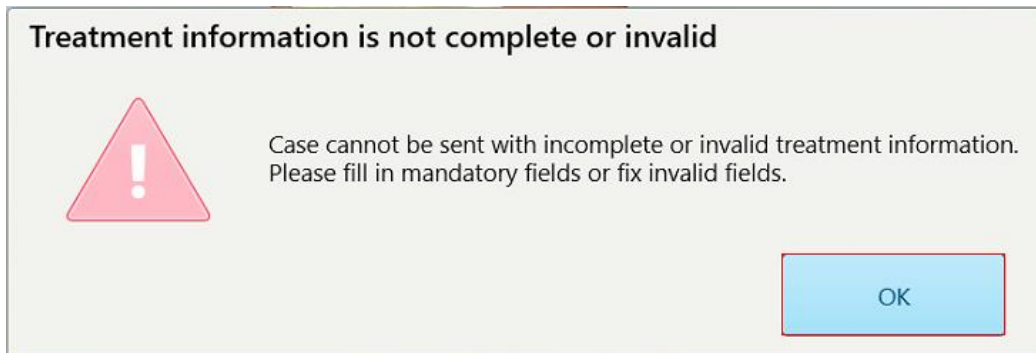 Treatment information is not complete or invalid
Case cannot be sent with incomplete or invalid treatment information.
Please fill in mandatory fields or fix invalid fields.
OK